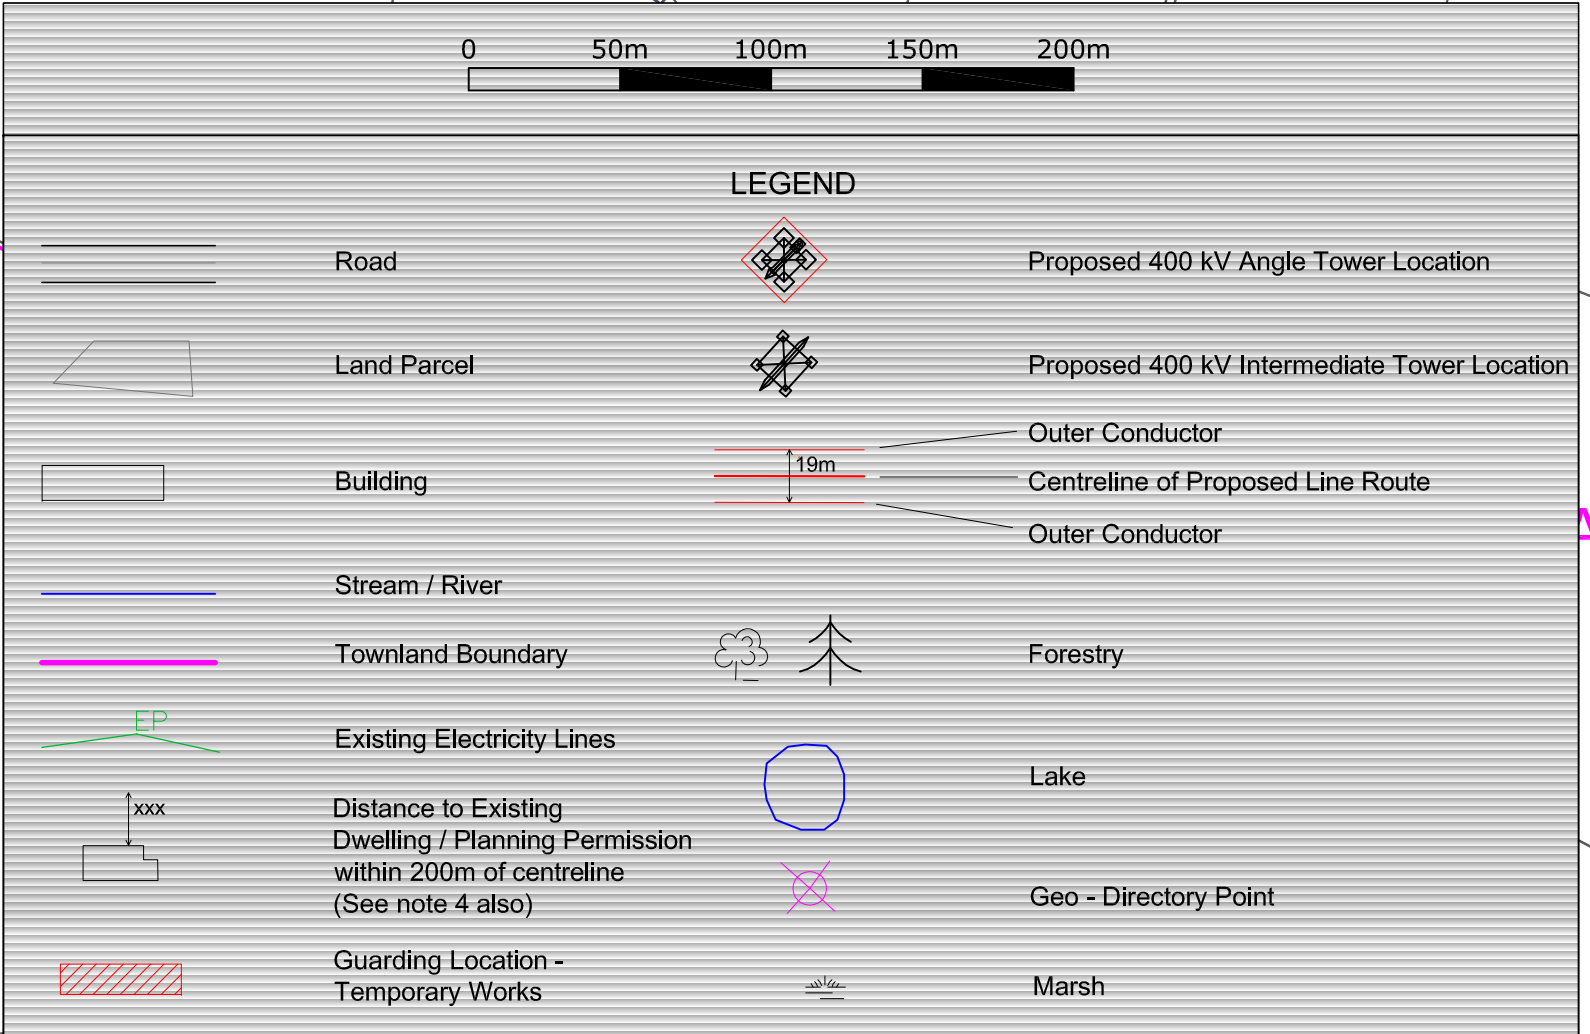 0 50m 100m 150m 200m
LEGEND
Road
Proposed 400 kV Angle Tower Location
Land Parcel
Proposed 400 kV Intermediate Tower Location
Outer Conductor
19m
Building
Centreline of Proposed Line Route
Outer Conductor
Stream / River
Townland Boundary
Forestry
EP
Existing Electricity Lines
Lake
xxx
Distance to Existing
Dwelling / Planning Permission
within 200m of centreline
(See note 4 also)
Geo - Directory Point
Guarding Location -
Temporary Works
Marsh